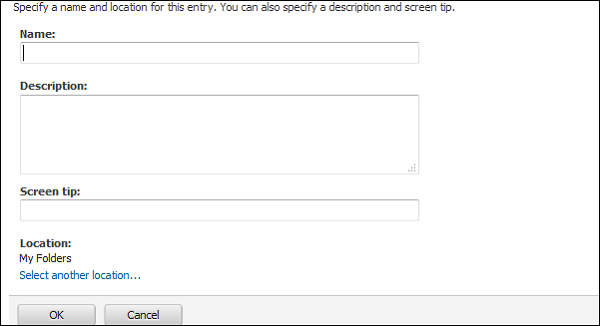 Specify a name and location for this entry. You can also specify a description and screen tip.
Name:
Description:
Screen tip:
Location:
My Folders
Select another location...
OK Cancel